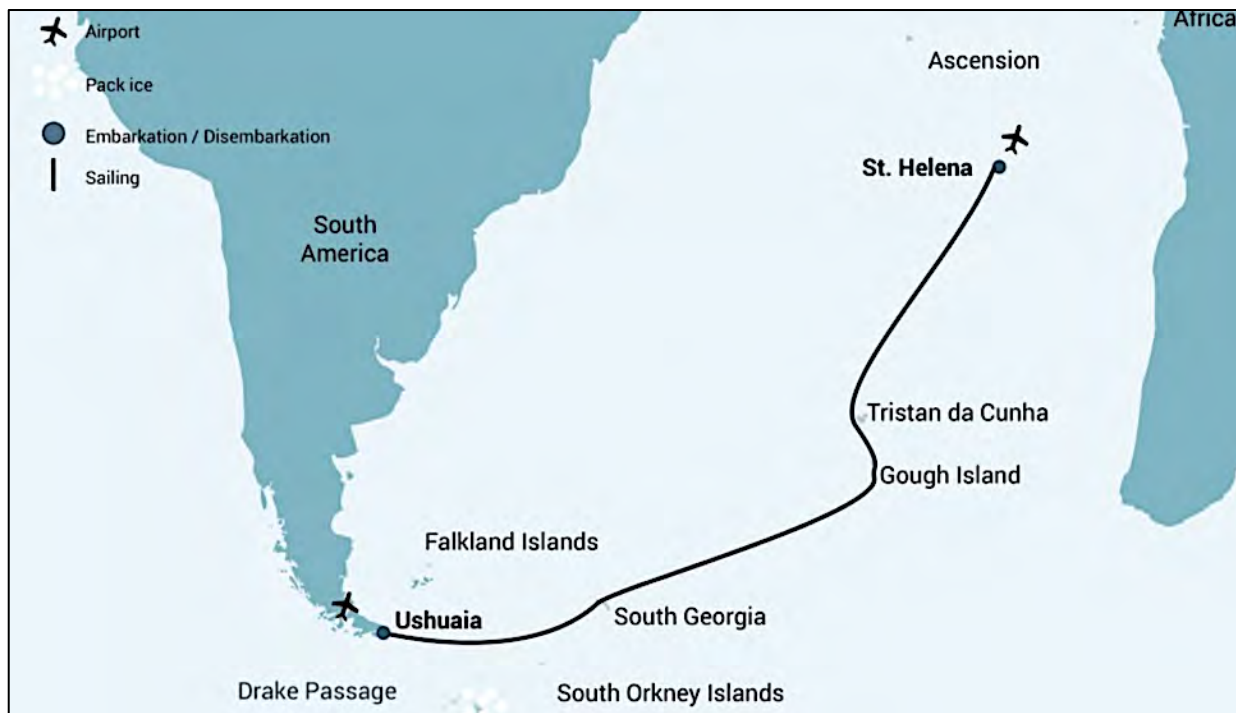 Airport
Pack ice
Embarkation / Disembarkation
Sailing
Africa
Ascension
St. Helena
South
America
Tristan da Cunha
Gough Island
Falkland Islands
Ushuaia
South Georgia
Drake Passage
South Orkney Islands